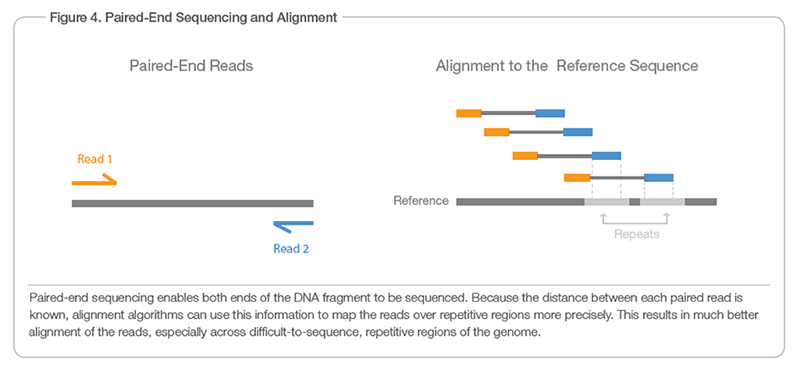 Figure 4. Paired-End Sequencing and Alignment
Paired-End Reads
Read 1
Read 2
Alignment to the Reference Sequence
Reference
Repeats
Paired-end sequencing enables both ends of the DNA fragment to be sequenced. Because the distance between each paired read is
known, alignment algorithms can use this information to map the reads over repetitive regions more precisely. This results in much better
alignment of the reads, especially across difficult-to-sequence, repetitive regions of the genome.